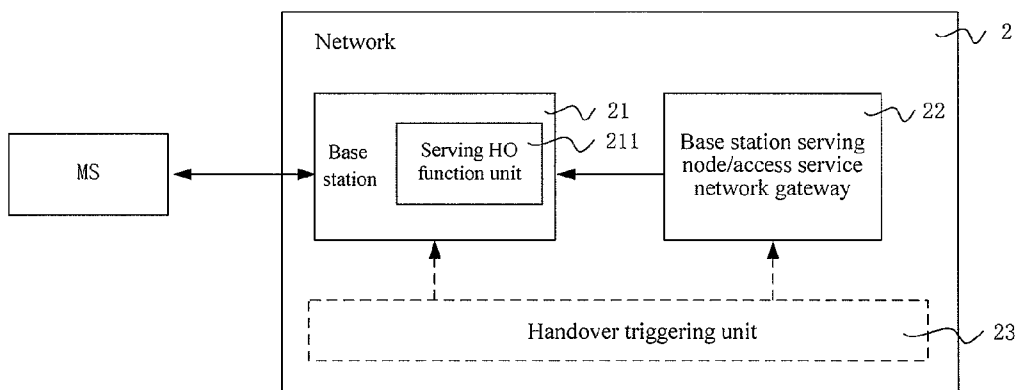 Network
2
21
22
MS
Base
station
Serving HO
function unit
211
Base station serving
node/access service
network gateway
Handover triggering unit
23